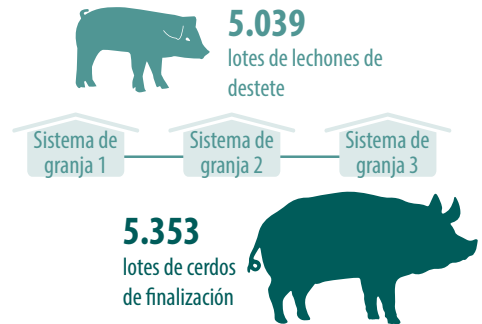 5.039
lotes de lechones de
destete
Sistema de
granja 1
Sistema de
granja 2
Sistema de
granja 3
5.353
lotes de cerdos
de finalización